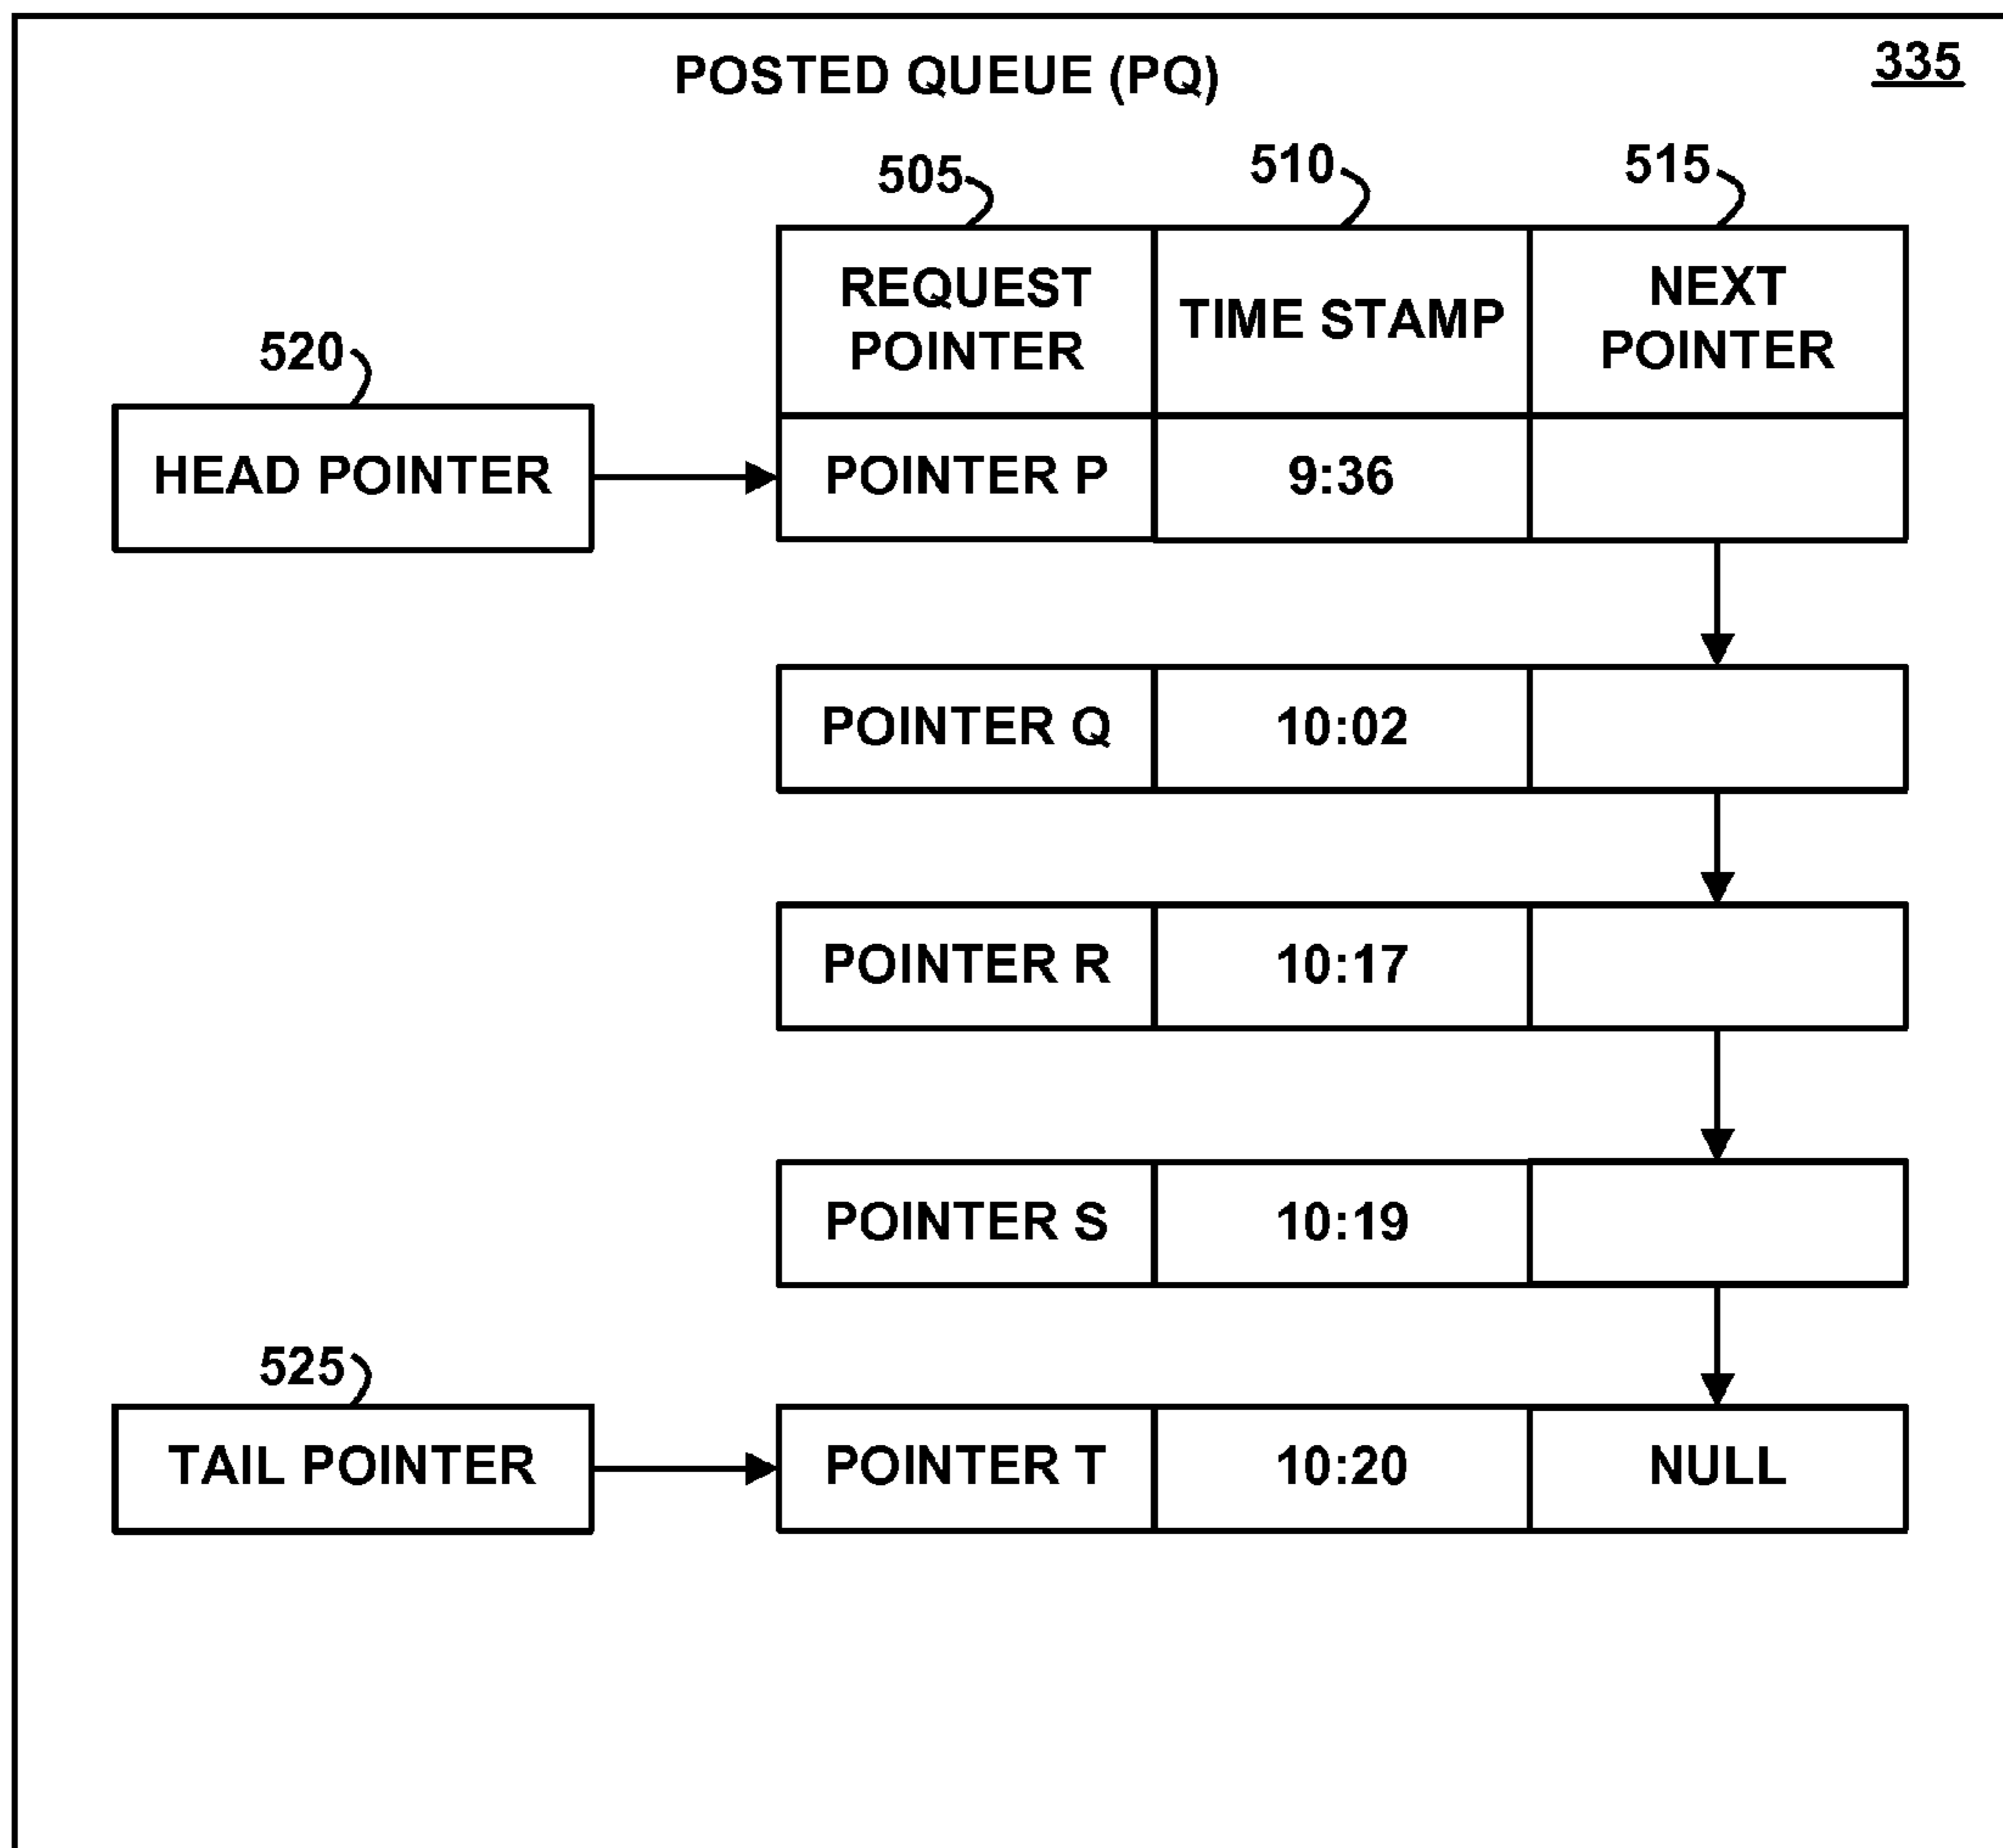 POSTED QUEUE (PQ)
335
505
510
515
REQUEST
POINTER
TIME STAMP
NEXT
POINTER
520
HEAD POINTER
POINTER P
9:36
POINTER Q
10:02
POINTER R
10:17
POINTER S
10:19
525
TAIL POINTER
POINTER T
10:20
NULL